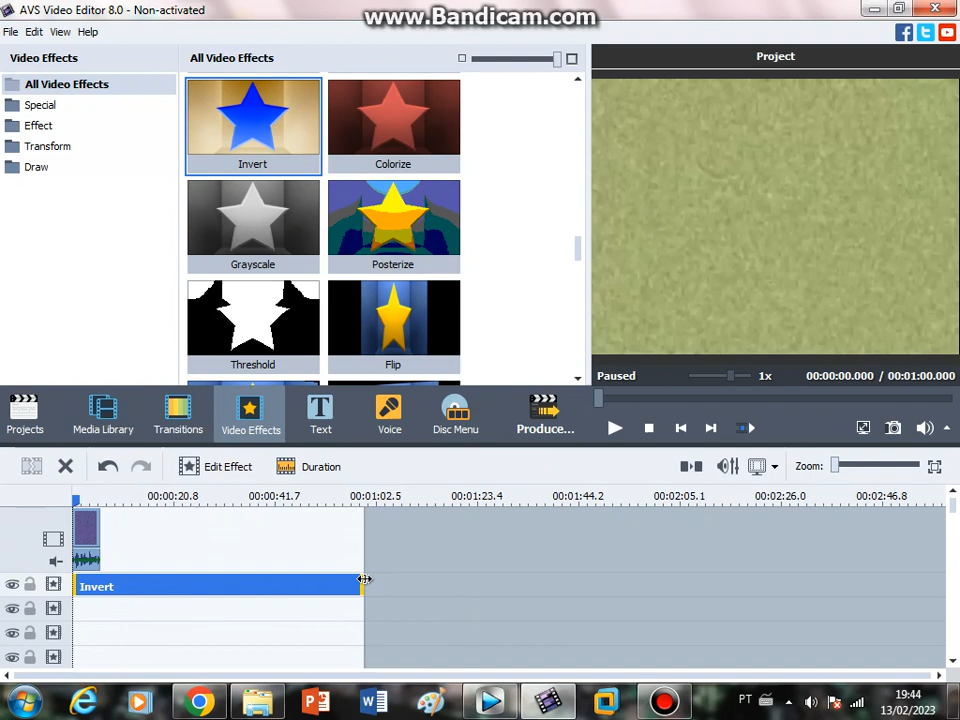 AVS Video Editor 8.0 - Non-activated
www.Bandicam.com
File Edit View Help
Video Effects
All Video Effects
Project
All Video Effects
Special
Effect
Transform
Draw
Invert
Colorize
Grayscale
Posterize
Threshold
Flip
Paused
1x
00:00:00.000 / 00:01:00.000
Projects
Media Library
Transitions
Video Effects
Text
Voice
Disc Menu
Produce...
Edit Effect
Duration
Zoom:
00:00:20.8 00:00:41.7 00:01:02.5 00:01:23.4 00:01:44.2 00:02:05.1 00:02:26.0 00:02:46.8
Invert
PT
19:44
13/02/2023